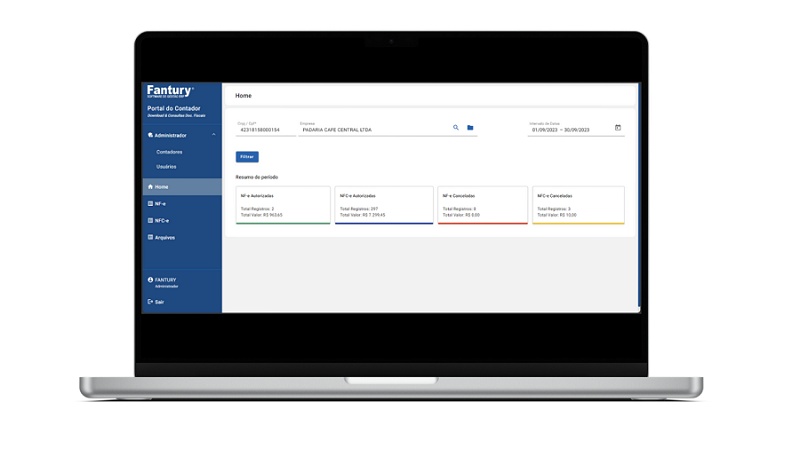 Fantury
SOFTWARE DE GESTÃO ERP
Portal do Contador
Download & Consultas Doc. Fiscais
Administrador
Contadores
Usuários
Home
NF-e
NFC-e
Arquivos
FANTURY
Administrador
Sair
Home
Empresa
PADARIA CAFE CENTRAL LTDA
Intervalo de Datas
01/09/2023 – 30/09/2023
Filtrar
Resumo do período
NF-e Autorizadas
Total Registros: 2
Total Valor: R$ 963,65
NFC-e Autorizadas
Total Registros: 297
Total Valor: R$ 7.299,45
NF-e Canceladas
Total Registros: 0
Total Valor: R$ 0,00
NFC-e Canceladas
Total Registros: 3
Total Valor: R$ 10,00